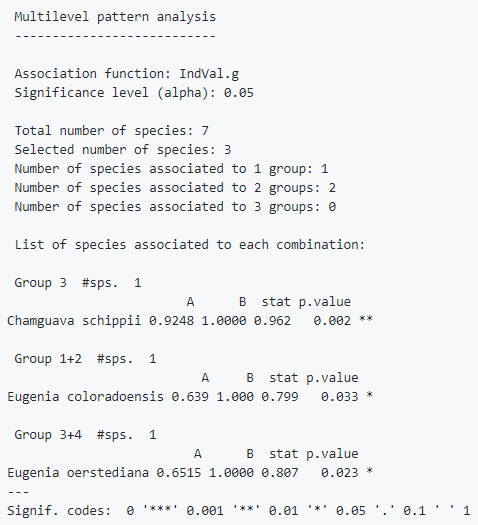 Multilevel pattern analysis
---------------------------
Association function: IndVal.g
Significance level (alpha): 0.05
Total number of species: 7
Selected number of species: 3
Number of species associated to 1 group: 1
Number of species associated to 2 groups: 2
Number of species associated to 3 groups: 0
List of species associated to each combination:
Group 3 #sps. 1
A B stat p.value
Chamguava schippii 0.9248 1.0000 0.962 0.002 **
Group 1+2 #sps. 1
A B stat p.value
Eugenia coloradoensis 0.639 1.000 0.799 0.033 *
Group 3+4 #sps. 1
A B stat p.value
Eugenia oerstediana 0.6515 1.0000 0.807 0.023 *
---
Signif. codes: 0 '***' 0.001 '**' 0.01 '*' 0.05 '.' 0.1 ' ' 1